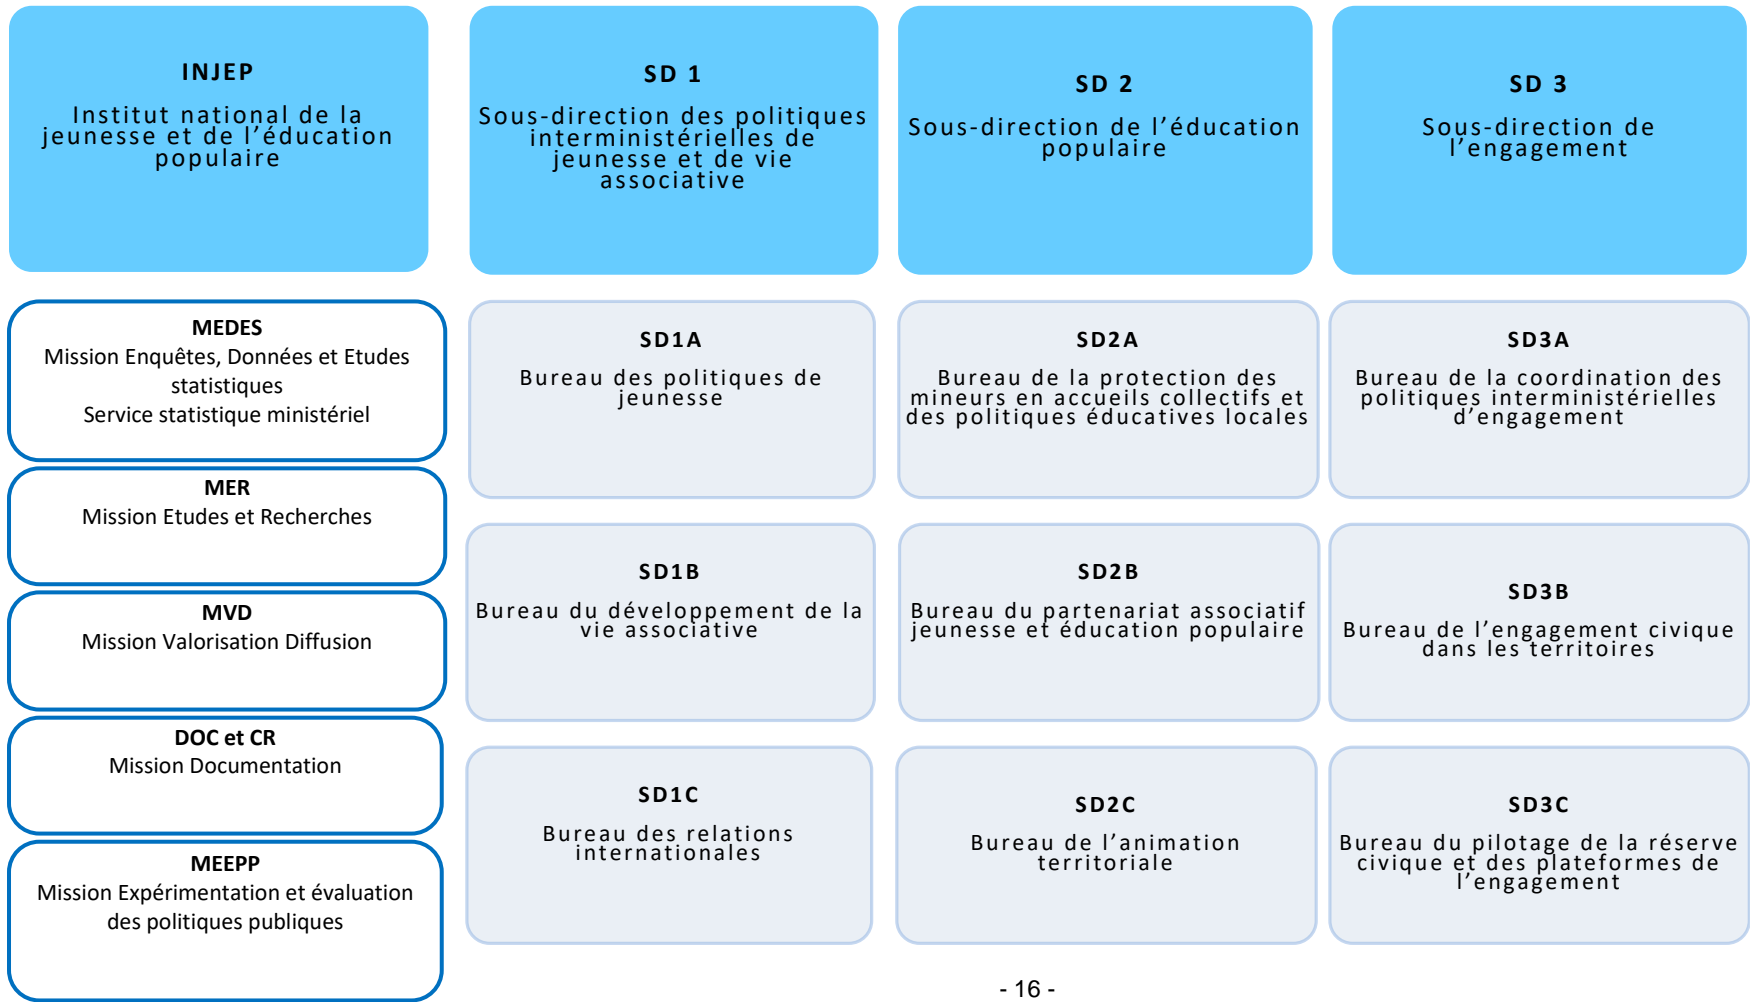 INJEP
Institut national de la
jeunesse et de l’éducation
populaire
MEDES
Mission Enquêtes, Données et Etudes
statistiques
Service statistique ministériel
MER
Mission Etudes et Recherches
MVD
Mission Valorisation Diffusion
DOC et CR
Mission Documentation
MEEPP
Mission Expérimentation et évaluation
des politiques publiques
SD 1
Sous-direction des politiques
interministérielles de
jeunesse et de vie
associative
SD1A
Bureau des politiques de
jeunesse
SD1B
Bureau du développement de la
vie associative
SD1C
Bureau des relations
internationales
SD 2
Sous-direction de l’éducation
populaire
SD2A
Bureau de la protection des
mineurs en accueils collectifs et
des politiques éducatives locales
SD2B
Bureau du partenariat associatif
jeunesse et éducation populaire
SD2C
Bureau de l’animation
territoriale
SD 3
Sous-direction de
l’engagement
SD3A
Bureau de la coordination des
politiques interministérielles
d’engagement
SD3B
Bureau de l’engagement civique
dans les territoires
SD3C
Bureau du pilotage de la réserve
civique et des plateformes de
l’engagement
- 16 -